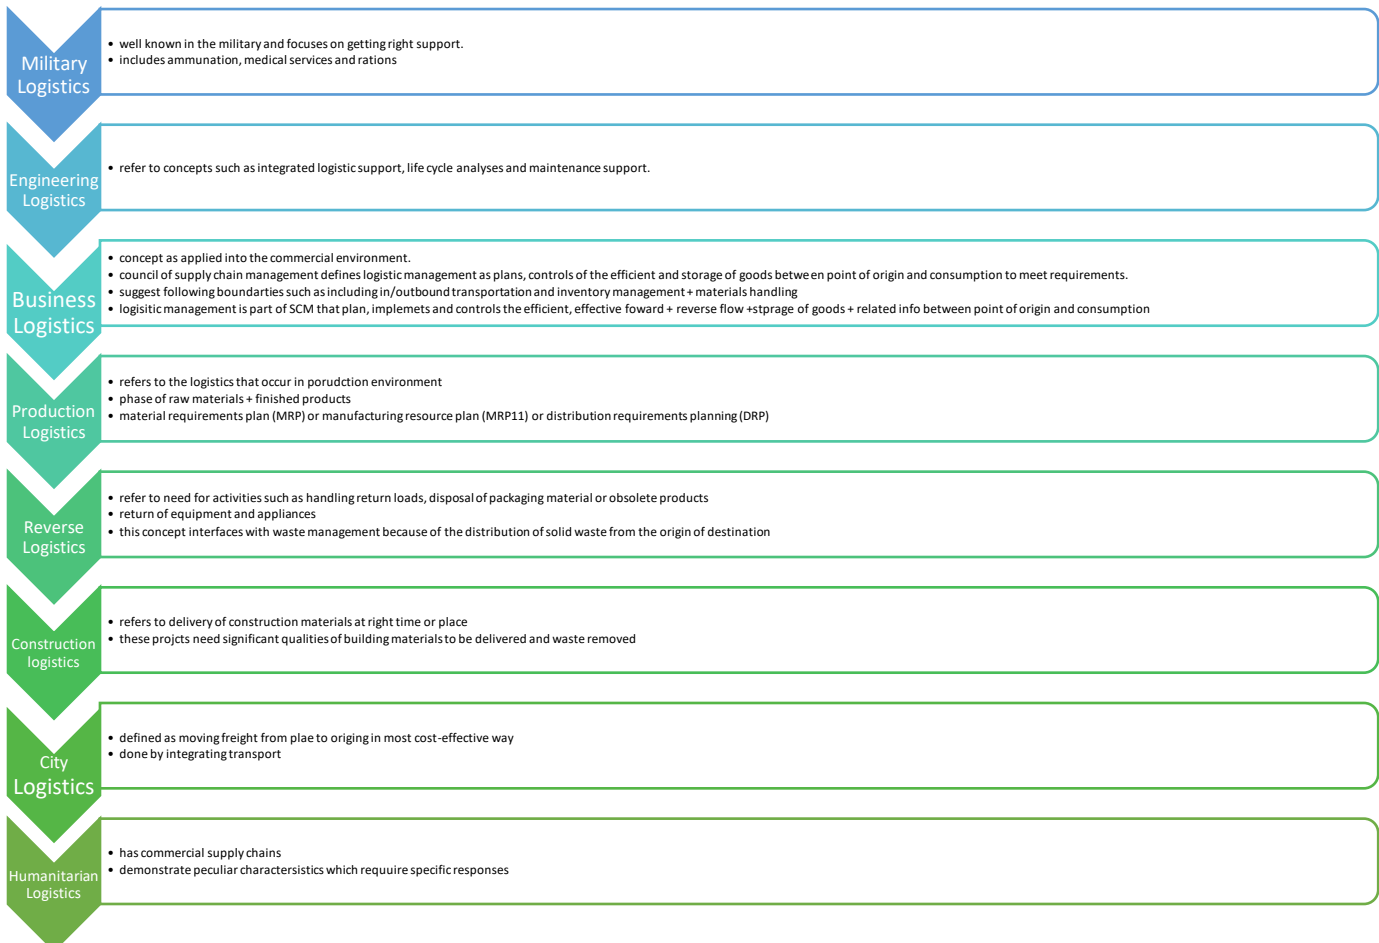 Military
Logistics
• well known in the military and focuses on getting right support.
• includes ammunation, medical services and rations
Engineering
Logistics
• refer to concepts such as integrated logistic support, life cycle analyses and maintenance support.
Business
Logistics
• concept as applied into the commercial environment.
• council of supply chain management defines logistic management as plans, controls of the efficient and storage of goods between point of origin and consumption to meet requirements.
• suggest following boundarties such as including in/outbound transportation and inventory management + materials handling
• logisitic management is part of SCM that plan, implemets and controls the efficient, effective foward + reverse flow +stprage of goods + related info between point of origin and consumption
Production
Logistics
• refers to the logistics that occur in porudction environment
• phase of raw materials + finished products
• material requirements plan (MRP) or manufacturing resource plan (MRP11) or distribution requirements planning (DRP)
Reverse
Logistics
• refer to need for activities such as handling return loads, disposal of packaging material or obsolete products
• return of equipment and appliances
• this concept interfaces with waste management because of the distribution of solid waste from the origin of destination
Construction
logistics
• refers to delivery of construction materials at right time or place
• these projcts need significant qualities of building materials to be delivered and waste removed
City
Logistics
• defined as moving freight from plae to origing in most cost-effective way
• done by integrating transport
Humanitarian
Logistics
• has commercial supply chains
• demonstrate peculiar charactersistics which requuire specific responses